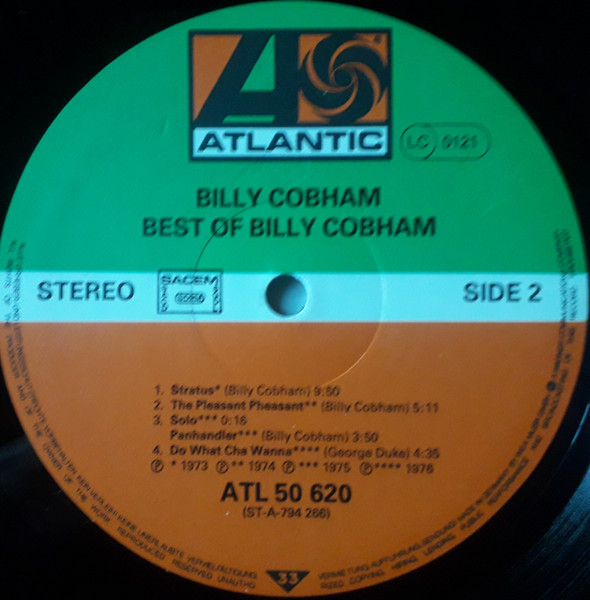 ATLANTIC
LC 0121
BILLY COBHAM
BEST OF BILLY COBHAM
STEREO
SACEM
SIDE 2
1. Stratus* (Billy Cobham) 9:50
2. The Pleasant Pheasant** (Billy Cobham) 5:11
3. Solo*** 0:16
Panhandler*** (Billy Cobham) 3:50
4. Do What Cha Wanna**** (George Duke) 4:35
Ⓟ * 1973 Ⓟ ** 1974 Ⓟ *** 1975 Ⓟ **** 1976
ATL 50 620
(ST-A-794 266)
33